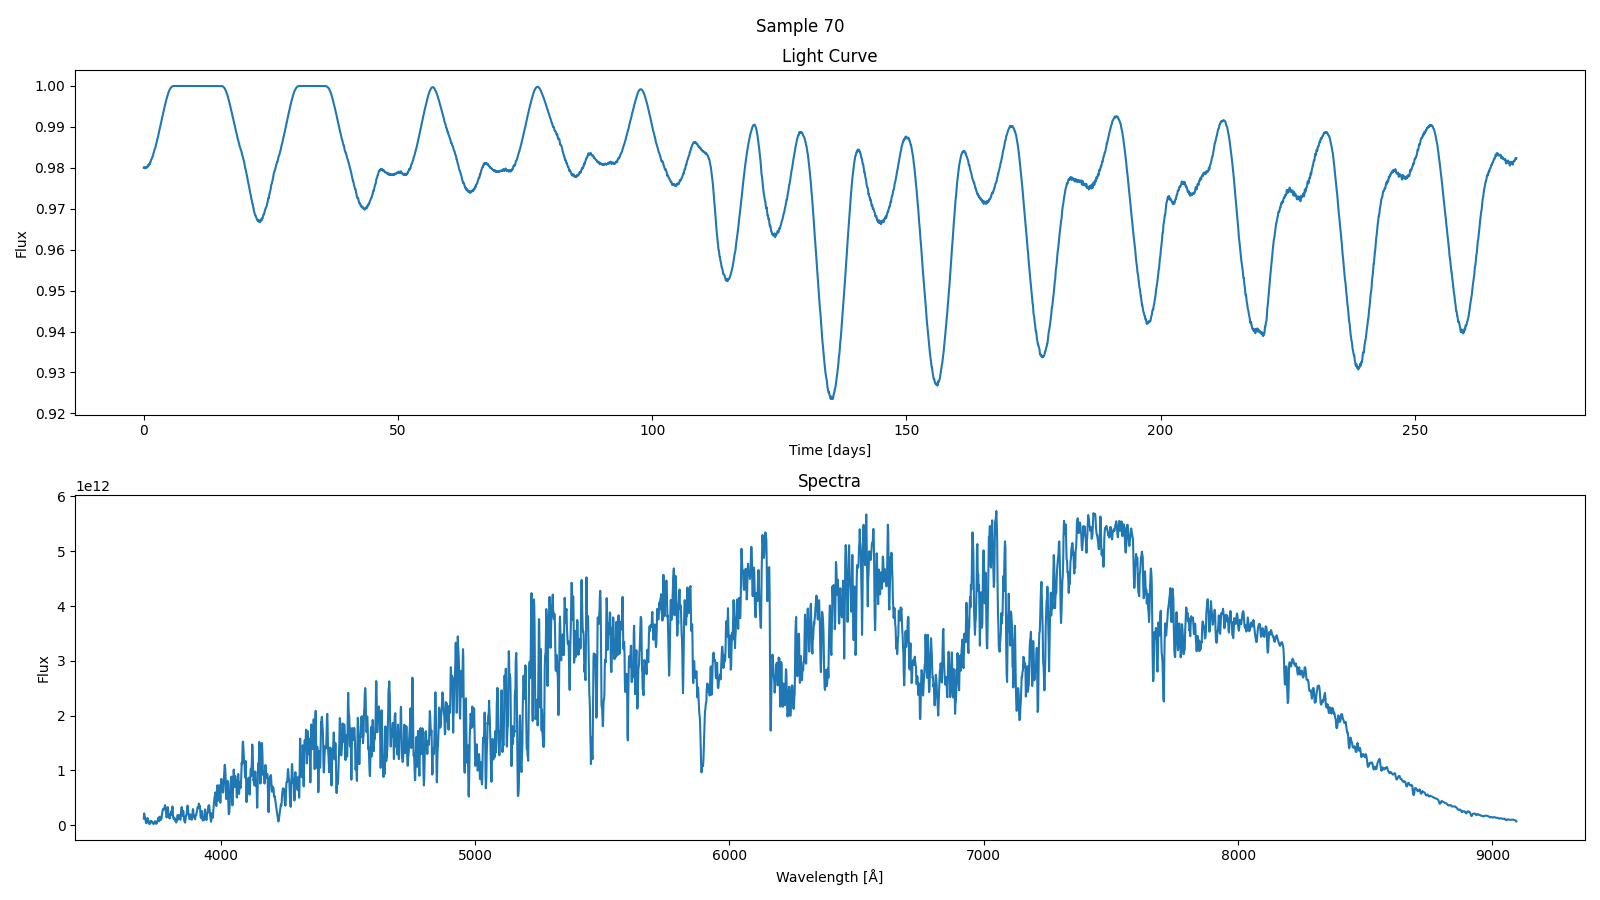 Sample 70
Light Curve
1.00
0.99
0.98
0.97
0.96
0.95
0.94
0.93
0.92
Flux
0 50 100 150 200 250
Time [days]
Spectra
1e12
6
5
4
3
2
1
0
Flux
4000 5000 6000 7000 8000 9000
Wavelength [Å]